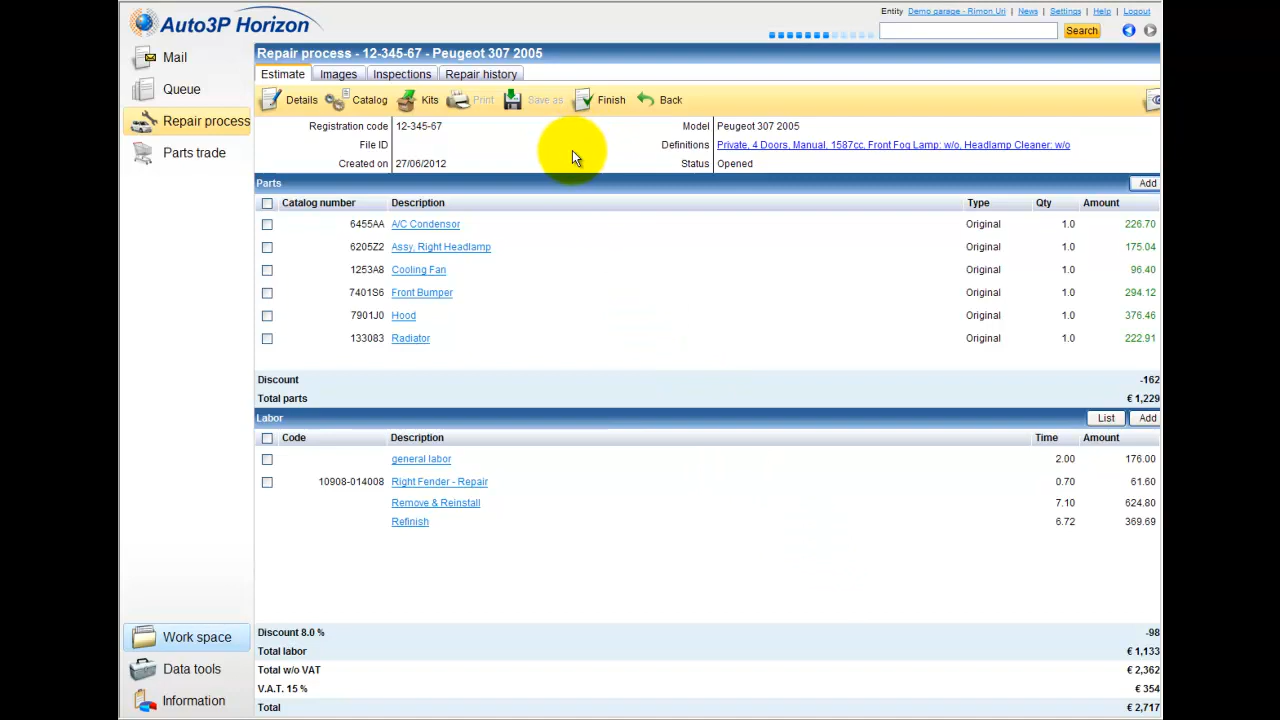 Auto3P Horizon
Entity Demo garage - Rimon Uri News Settings Help Logout
Search
Mail
Queue
Repair process
Parts trade
Repair process - 12-345-67 - Peugeot 307 2005
Estimate Images Inspections Repair history
Details Catalog Kits Print Save as Finish Back
Registration code 12-345-67 Model Peugeot 307 2005
File ID Definitions Private, 4 Doors, Manual, 1587cc, Front Fog Lamp: w/o, Headlamp Cleaner: w/o
Created on 27/06/2012 Status Opened
Parts Add
Catalog number Description Type Qty Amount
6455AA A/C Condensor Original 1.0 226.70
6205Z2 Assy, Right Headlamp Original 1.0 175.04
1253A8 Cooling Fan Original 1.0 96.40
7401S6 Front Bumper Original 1.0 294.12
7901J0 Hood Original 1.0 376.46
133083 Radiator Original 1.0 222.91
Discount -162
Total parts € 1,229
Labor List Add
Code Description Time Amount
general labor 2.00 176.00
10908-014008 Right Fender - Repair 0.70 61.60
Remove & Reinstall 7.10 624.80
Refinish 6.72 369.69
Discount 8.0 % -98
Total labor € 1,133
Total w/o VAT € 2,362
V.A.T. 15 % € 354
Total € 2,717
Work space
Data tools
Information